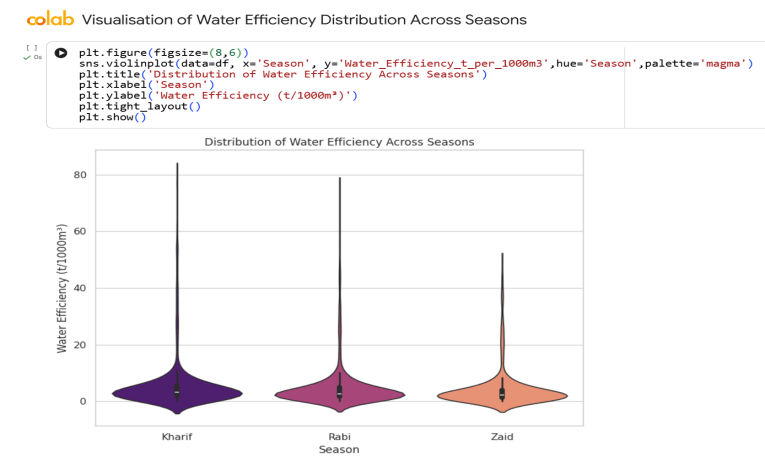 colab Visualisation of Water Efficiency Distribution Across Seasons
[ ]
✓ 0s
plt.figure(figsize=(8,6))
sns.violinplot(data=df, x='Season', y='Water_Efficiency_t_per_1000m3',hue='Season',palette='magma')
plt.title('Distribution of Water Efficiency Across Seasons')
plt.xlabel('Season')
plt.ylabel('Water Efficiency (t/1000m³)')
plt.tight_layout()
plt.show()
Distribution of Water Efficiency Across Seasons
Water Efficiency (t/1000m³)
80
60
40
20
0
Kharif Rabi Zaid
Season